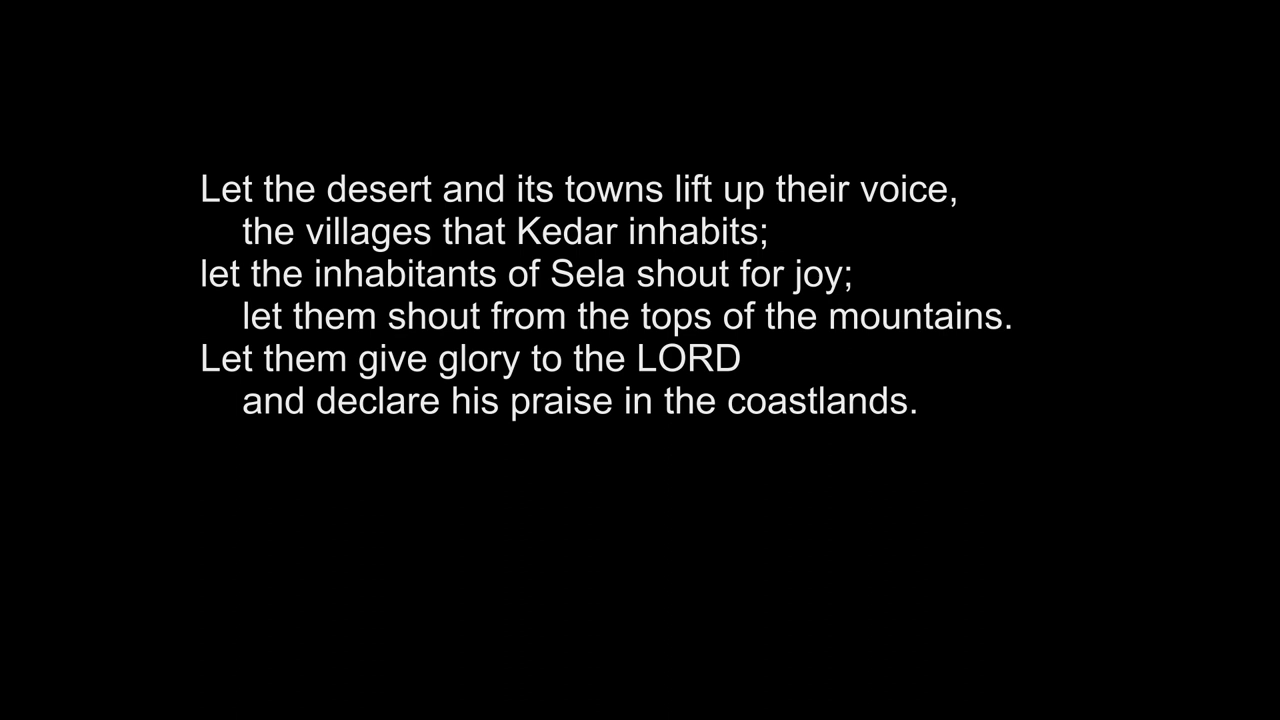 Let the desert and its towns lift up their voice,
the villages that Kedar inhabits;
let the inhabitants of Sela shout for joy;
let them shout from the tops of the mountains.
Let them give glory to the LORD
and declare his praise in the coastlands.